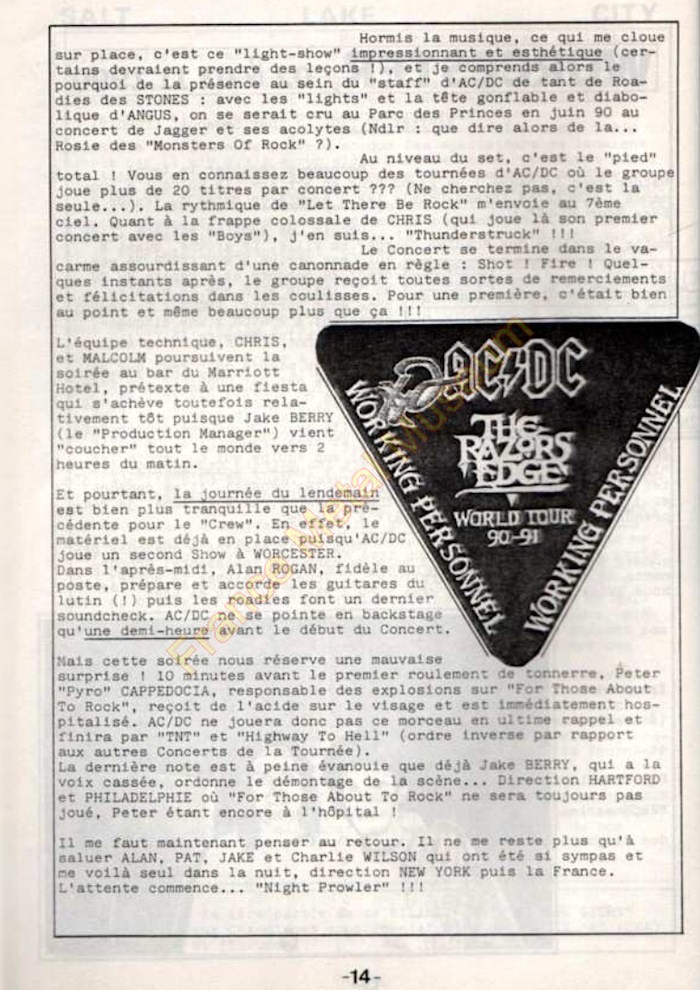 Hormis la musique, ce qui me cloue
sur place, c'est ce "light-show" impressionnant et esthétique (cer-
tains devraient prendre des leçons !), et je comprends alors le
pourquoi de la présence au sein du "staff" d'AC/DC de tant de Roa-
dies des STONES : avec les "lights" et la tête gonflable et diabo-
lique d'ANGUS, on se serait cru au Parc des Princes en juin 90 au
concert de Jagger et ses acolytes (Ndlr : que dire alors de la...
Rosie des "Monsters Of Rock" ?).
Au niveau du set, c'est le "pied"
total ! Vous en connaissez beaucoup des tournées d'AC/DC où le groupe
joue plus de 20 titres par concert ??? (Ne cherchez pas, c'est la
seule...). La rythmique de "Let There Be Rock" m'envoie au 7ème
ciel. Quant à la frappe colossale de CHRIS (qui joue là son premier
concert avec les "Boys"), j'en suis... "Thunderstruck" !!!
Le Concert se termine dans le va-
carme assourdissant d'une canonnade en règle : Shot ! Fire ! Quel-
ques instants après, le groupe reçoit toutes sortes de remerciements
et félicitations dans les coulisses. Pour une première, c'était bien
au point et même beaucoup plus que ça !!!
L'équipe technique, CHRIS,
et MALCOLM poursuivent la
soirée au bar du Marriott
Hotel, prétexte à une fiesta
qui s'achève toutefois rela-
tivement tôt puisque Jake BERRY
(le "Production Manager") vient
"coucher" tout le monde vers 2
heures du matin.
Et pourtant, la journée du lendemain
est bien plus tranquille que la pré-
cédente pour le "Crew". En effet, le
matériel est déjà en place puisqu'AC/DC
joue un second Show à WORCESTER.
Dans l'après-midi, Alan ROGAN, fidèle au
poste, prépare et accorde les guitares du
lutin (!) puis les roadies font un dernier
soundcheck. AC/DC ne se pointe en backstage
qu'une demi-heure avant le début du Concert.
AC/DC
THE
RAZORS
EDGE
WORLD TOUR
90-91
WORKING PERSONNEL
WORKING PERSONNEL
Mais cette soirée nous réserve une mauvaise
surprise ! 10 minutes avant le premier roulement de tonnerre, Peter
"Pyro" CAPPEDOCIA, responsable des explosions sur "For Those About
To Rock", reçoit de l'acide sur le visage et est immédiatement hos-
pitalisé. AC/DC ne jouera donc pas ce morceau en ultime rappel et
finira par "TNT" et "Highway To Hell" (ordre inverse par rapport
aux autres Concerts de la Tournée).
La dernière note est à peine évanouie que déjà Jake BERRY, qui a la
voix cassée, ordonne le démontage de la scène... Direction HARTFORD
et PHILADELPHIE où "For Those About To Rock" ne sera toujours pas
joué, Peter étant encore à l'hôpital !
Il me faut maintenant penser au retour. Il ne me reste plus qu'à
saluer ALAN, PAT, JAKE et Charlie WILSON qui ont été si sympas et
me voilà seul dans la nuit, direction NEW YORK puis la France.
L'attente commence... "Night Prowler" !!!
-14-
France Metal Museum
SALT LAKE CITY